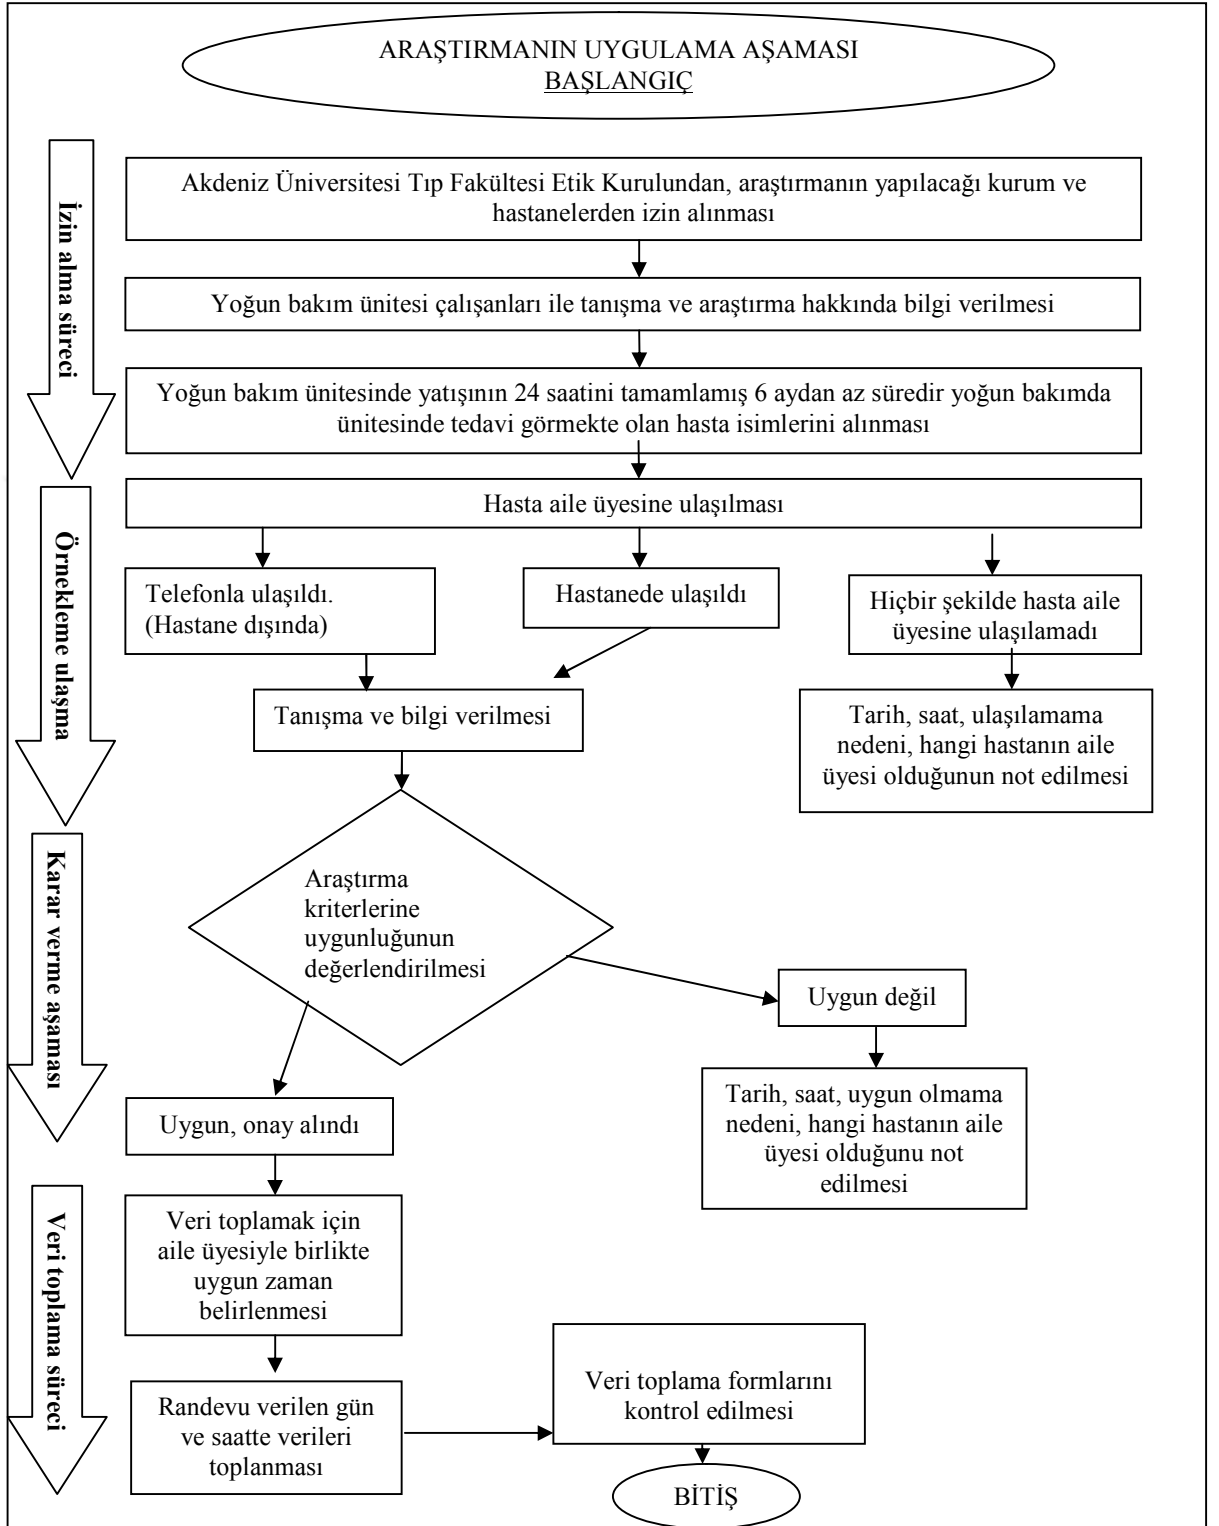 ARAŞTIRMANIN UYGULAMA AŞAMASI
BAŞLANGIÇ
İzin alma süreci
Akdeniz Üniversitesi Tıp Fakültesi Etik Kurulundan, araştırmanın yapılacağı kurum ve
hastanelerden izin alınması
Yoğun bakım ünitesi çalışanları ile tanışma ve araştırma hakkında bilgi verilmesi
Yoğun bakım ünitesinde yatışının 24 saatini tamamlamış 6 aydan az süredir yoğun bakımda
ünitesinde tedavi görmekte olan hasta isimlerini alınması
Örnekleme ulaşma
Hasta aile üyesine ulaşılması
Telefonla ulaşıldı.
(Hastane dışında)
Hastanede ulaşıldı
Hiçbir şekilde hasta aile
üyesine ulaşılamadı
Tanışma ve bilgi verilmesi
Tarih, saat, ulaşılamama
nedeni, hangi hastanın aile
üyesi olduğunun not edilmesi
Karar verme aşaması
Araştırma
kriterlerine
uygunluğunun
değerlendirilmesi
Uygun değil
Tarih, saat, uygun olmama
nedeni, hangi hastanın aile
üyesi olduğunu not
edilmesi
Uygun, onay alındı
Veri toplama süreci
Veri toplamak için
aile üyesiyle birlikte
uygun zaman
belirlenmesi
Randevu verilen gün
ve saatte verileri
toplanması
Veri toplama formlarını
kontrol edilmesi
BİTİŞ